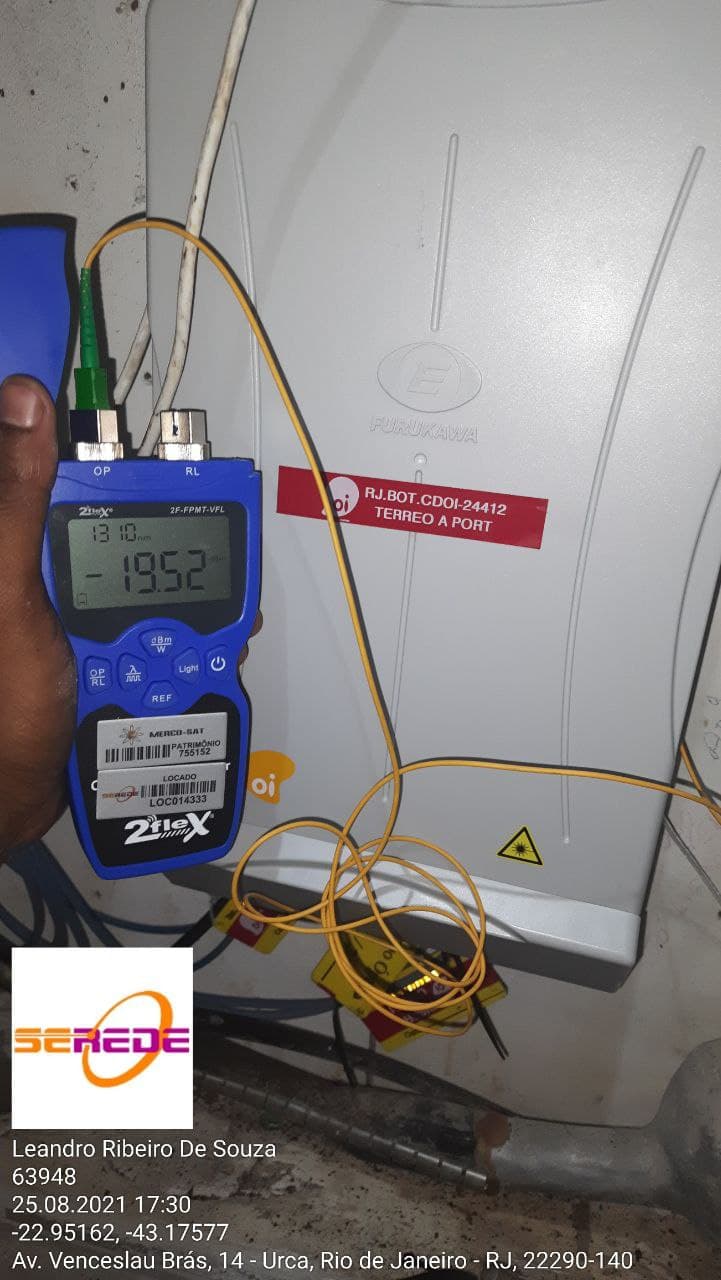 E
FURUKAWA
oi
RJ.BOT.CDOI-24412
TERREO A PORT
OP RL
2fleX® 2F-FPMT-VFL
1310nm
-19.52
dBm
W
OP
RL
λ
Light
REF
MERCO-SAT
PATRIMÔNIO
755152
LOCADO
SEREDE
LOC014333
2fleX
oi
SEREDE
Leandro Ribeiro De Souza
63948
25.08.2021 17:30
-22.95162, -43.17577
Av. Venceslau Brás, 14 - Urca, Rio de Janeiro - RJ, 22290-140